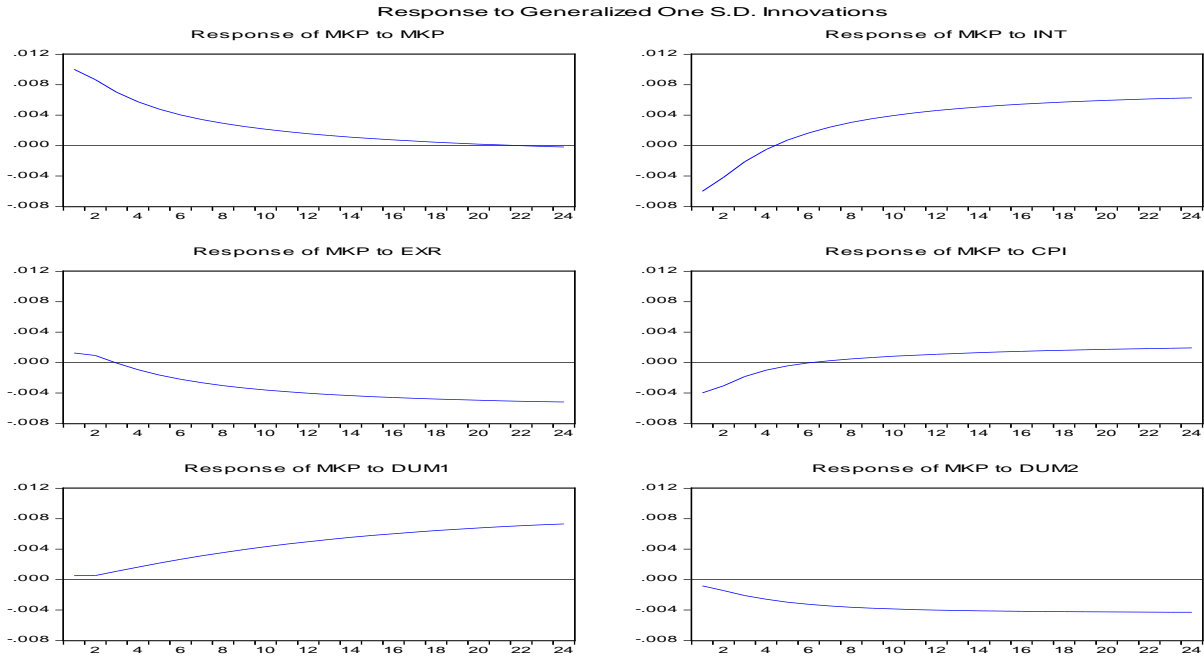 Response to Generalized One S.D. Innovations
Response of MKP to MKP
.012
.008
.004
.000
-.004
-.008
2 4 6 8 10 12 14 16 18 20 22 24
Response of MKP to INT
.012
.008
.004
.000
-.004
-.008
2 4 6 8 10 12 14 16 18 20 22 24
Response of MKP to EXR
.012
.008
.004
.000
-.004
-.008
2 4 6 8 10 12 14 16 18 20 22 24
Response of MKP to CPI
.012
.008
.004
.000
-.004
-.008
2 4 6 8 10 12 14 16 18 20 22 24
Response of MKP to DUM1
.012
.008
.004
.000
-.004
-.008
2 4 6 8 10 12 14 16 18 20 22 24
Response of MKP to DUM2
.012
.008
.004
.000
-.004
-.008
2 4 6 8 10 12 14 16 18 20 22 24